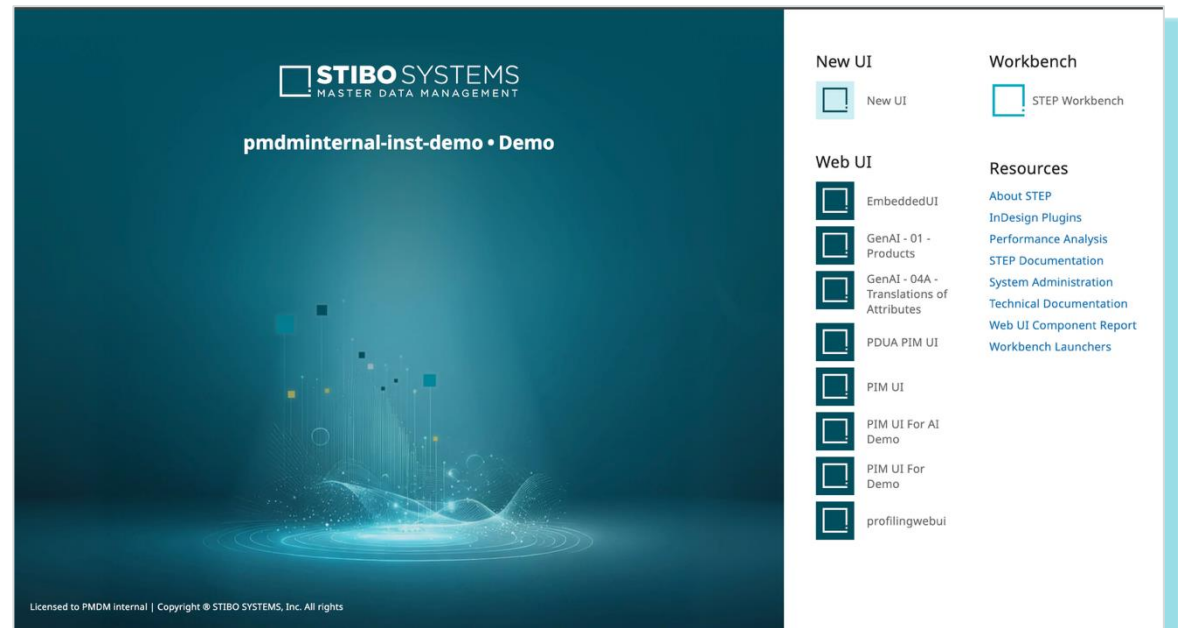 STIBO SYSTEMS
MASTER DATA MANAGEMENT
pmdminternal-inst-demo • Demo
Licensed to PMDM internal | Copyright ® STIBO SYSTEMS, Inc. All rights
New UI
New UI
Web UI
EmbeddedUI
GenAI - 01 -
Products
GenAI - 04A -
Translations of
Attributes
PDUA PIM UI
PIM UI
PIM UI For AI
Demo
PIM UI For
Demo
profilingwebui
Workbench
STEP Workbench
Resources
About STEP
InDesign Plugins
Performance Analysis
STEP Documentation
System Administration
Technical Documentation
Web UI Component Report
Workbench Launchers